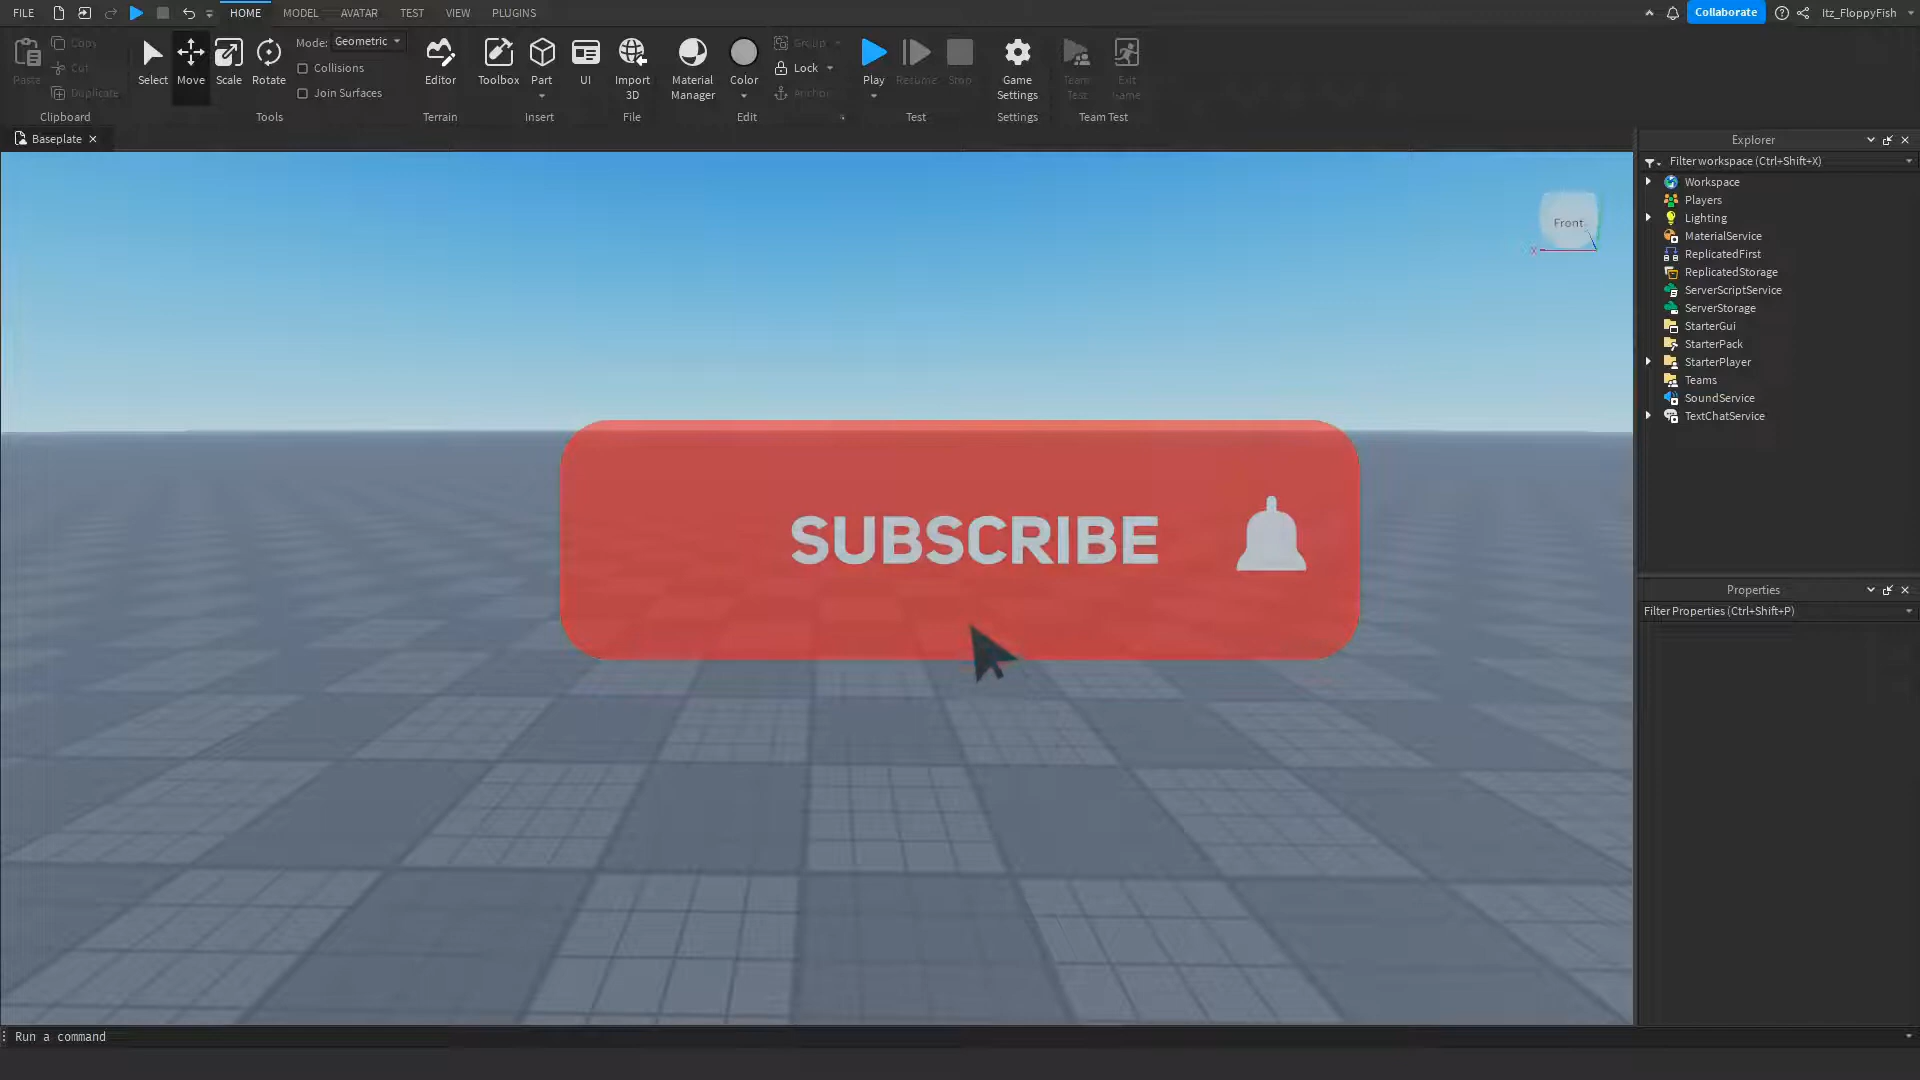 FILE HOME MODEL AVATAR TEST VIEW PLUGINS Collaborate Itz_FloppyFish
Paste Copy Cut Duplicate
Clipboard
Select Move Scale Rotate
Mode: Geometric
Collisions
Join Surfaces
Tools
Editor
Terrain
Toolbox Part UI
Insert
Import
3D
File
Material
Manager
Color
Group
Lock
Anchor
Edit
Play Resume Stop
Test
Game
Settings
Settings
Team
Test
Exit
Game
Team Test
Baseplate
Front
X
SUBSCRIBE
Explorer
Filter workspace (Ctrl+Shift+X)
Workspace
Players
Lighting
MaterialService
ReplicatedFirst
ReplicatedStorage
ServerScriptService
ServerStorage
StarterGui
StarterPack
StarterPlayer
Teams
SoundService
TextChatService
Properties
Filter Properties (Ctrl+Shift+P)
Run a command